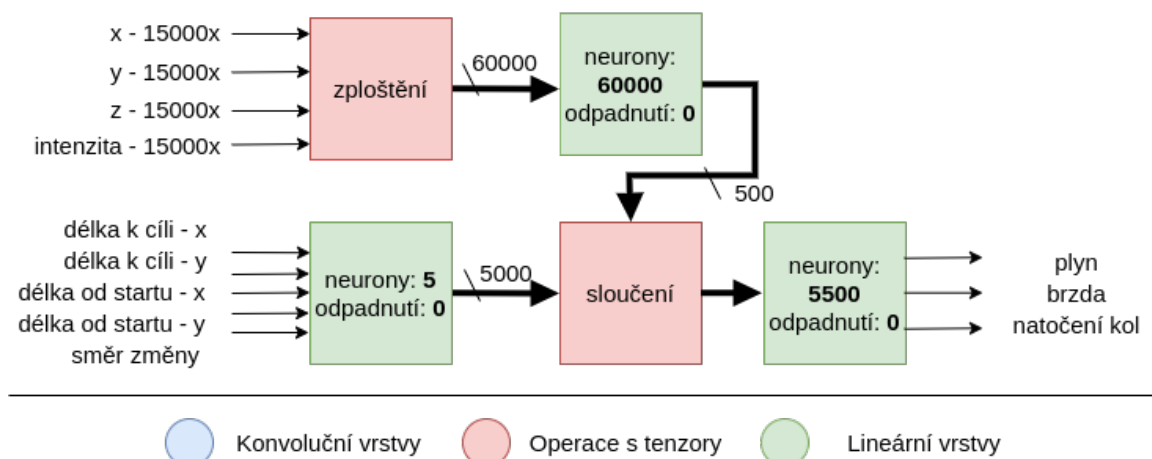 x - 15000x
y - 15000x
z - 15000x
intenzita - 15000x
zploštění
60000
neurony:
60000
odpadnutí: 0
500
délka k cíli - x
délka k cíli - y
délka od startu - x
délka od startu - y
směr změny
neurony: 5
odpadnutí: 0
5000
sloučení
neurony:
5500
odpadnutí: 0
plyn
brzda
natočení kol
Konvoluční vrstvy
Operace s tenzory
Lineární vrstvy